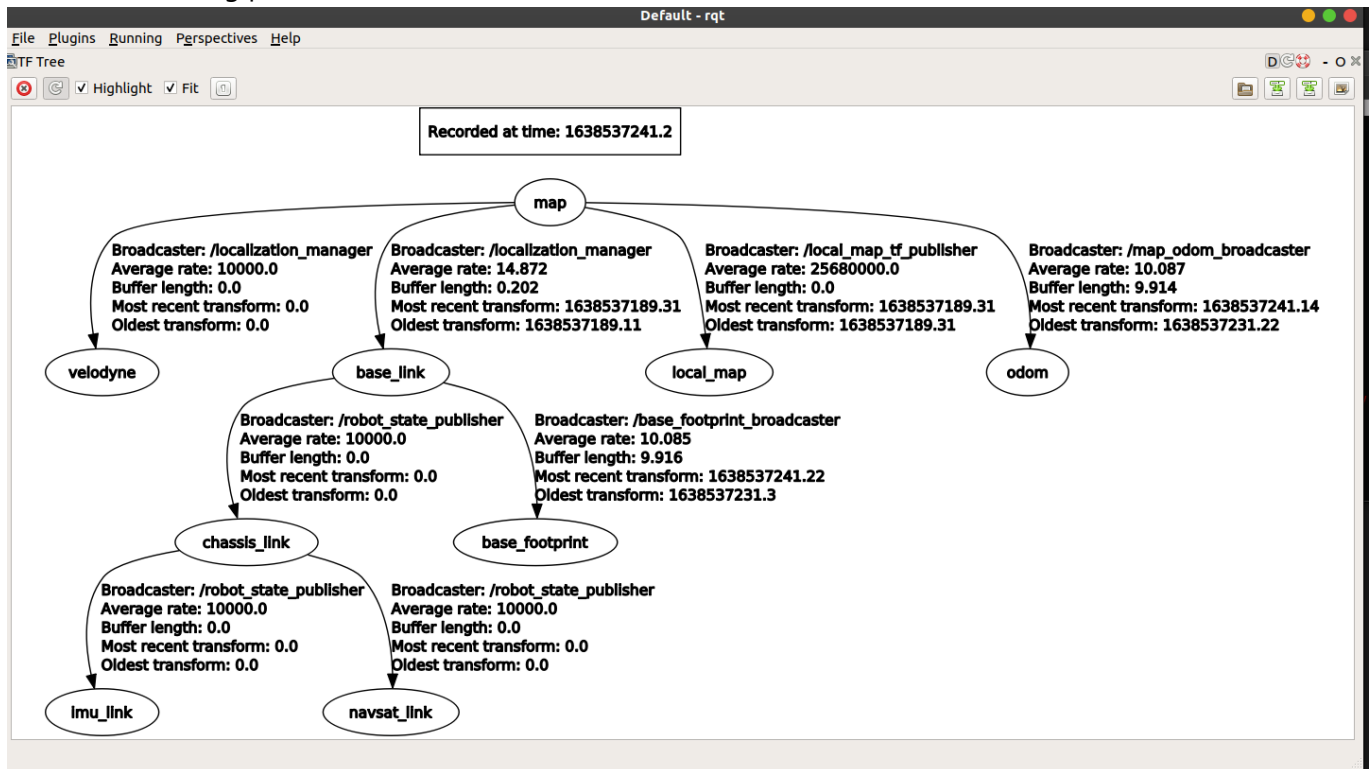 Default - rqt
File Plugins Running Perspectives Help
TF Tree
D - O
Highlight Fit
Recorded at time: 1638537241.2
map
Broadcaster: /localization_manager
Average rate: 10000.0
Buffer length: 0.0
Most recent transform: 0.0
Oldest transform: 0.0
Broadcaster: /localization_manager
Average rate: 14.872
Buffer length: 0.202
Most recent transform: 1638537189.31
Oldest transform: 1638537189.11
Broadcaster: /local_map_tf_publisher
Average rate: 25680000.0
Buffer length: 0.0
Most recent transform: 1638537189.31
Oldest transform: 1638537189.31
Broadcaster: /map_odom_broadcaster
Average rate: 10.087
Buffer length: 9.914
Most recent transform: 1638537241.14
Oldest transform: 1638537231.22
velodyne
base_link
local_map
odom
Broadcaster: /robot_state_publisher
Average rate: 10000.0
Buffer length: 0.0
Most recent transform: 0.0
Oldest transform: 0.0
Broadcaster: /base_footprint_broadcaster
Average rate: 10.085
Buffer length: 9.916
Most recent transform: 1638537241.22
Oldest transform: 1638537231.3
chassis_link
base_footprint
Broadcaster: /robot_state_publisher
Average rate: 10000.0
Buffer length: 0.0
Most recent transform: 0.0
Oldest transform: 0.0
Broadcaster: /robot_state_publisher
Average rate: 10000.0
Buffer length: 0.0
Most recent transform: 0.0
Oldest transform: 0.0
imu_link
navsat_link